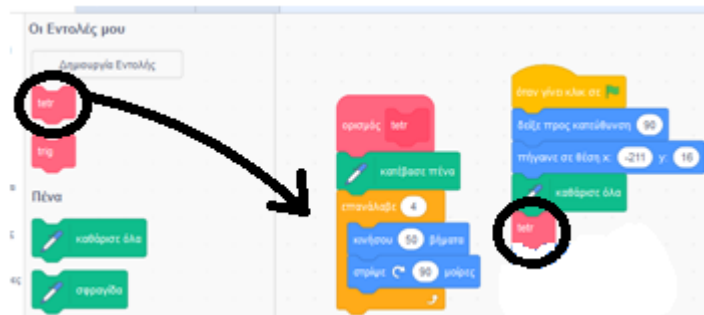 Οι Εντολές μου
Δημιουργία Εντολής
tetr
trig
Πένα
καθάρισε όλα
σφραγίδα
ορισμός tetr
κατέβασε πένα
επανάλαβε 4
κινήσου 50 βήματα
στρίψε 90 μοίρες
όταν γίνει κλικ σε
δείξε προς κατεύθυνση 90
πήγαινε σε θέση x: -211 y: 16
καθάρισε όλα
tetr